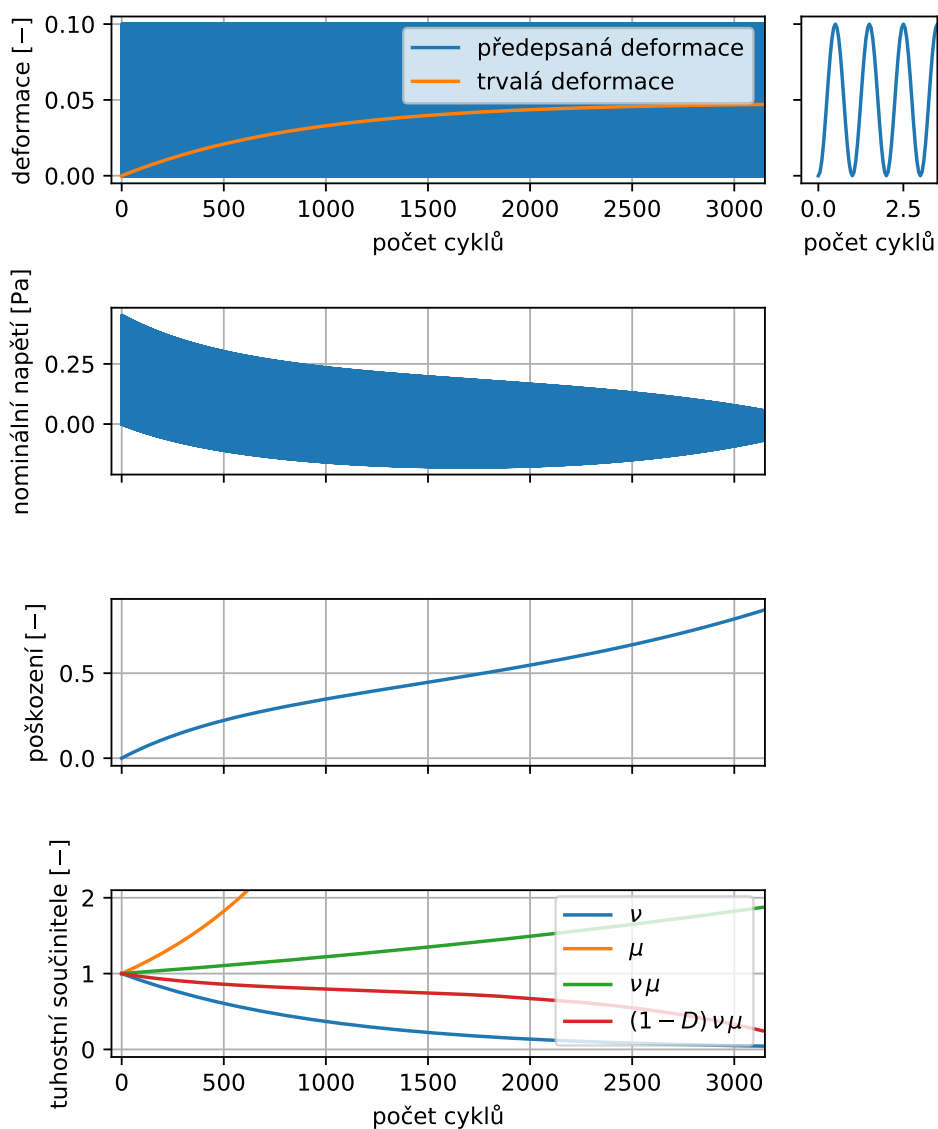 deformace [−]
0.10
0.05
0.00
předepsaná deformace
trvalá deformace
0 500 1000 1500 2000 2500 3000
počet cyklů
0.0 2.5
počet cyklů
nominální napětí [Pa]
0.25
0.00
poškození [−]
0.5
0.0
tuhostní součinitele [−]
2
1
0
ν
μ
ν μ
(1 − D) ν μ
0 500 1000 1500 2000 2500 3000
počet cyklů